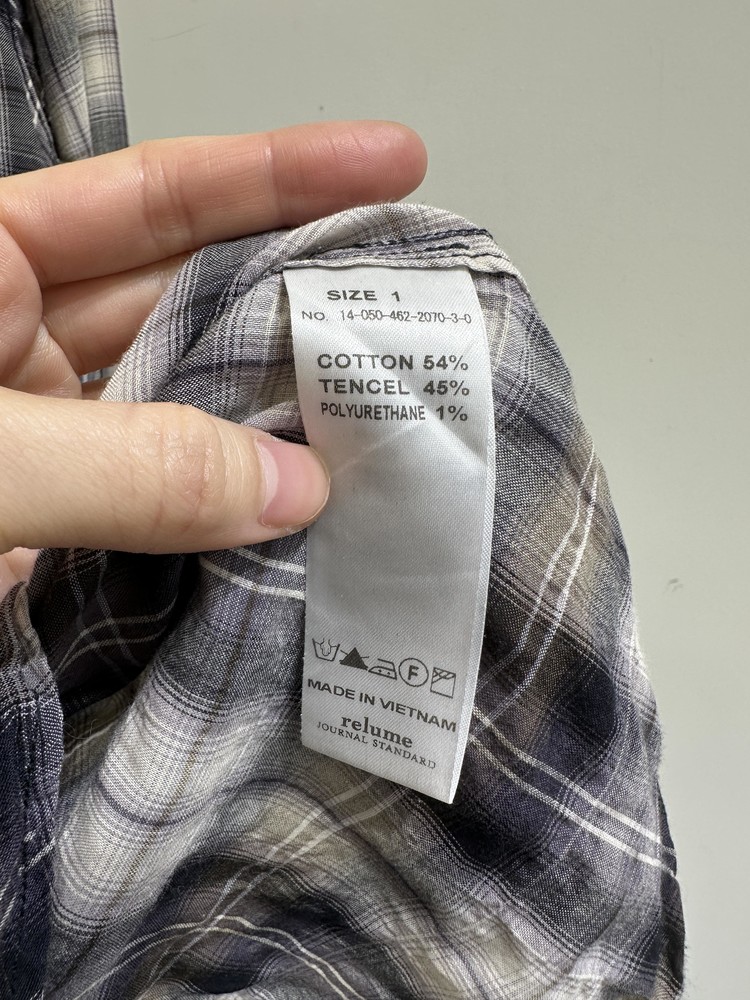 SIZE 1
NO. 14-050-462-2070-3-0
COTTON 54%
TENCEL 45%
POLYURETHANE 1%
F
MADE IN VIETNAM
relume
JOURNAL STANDARD